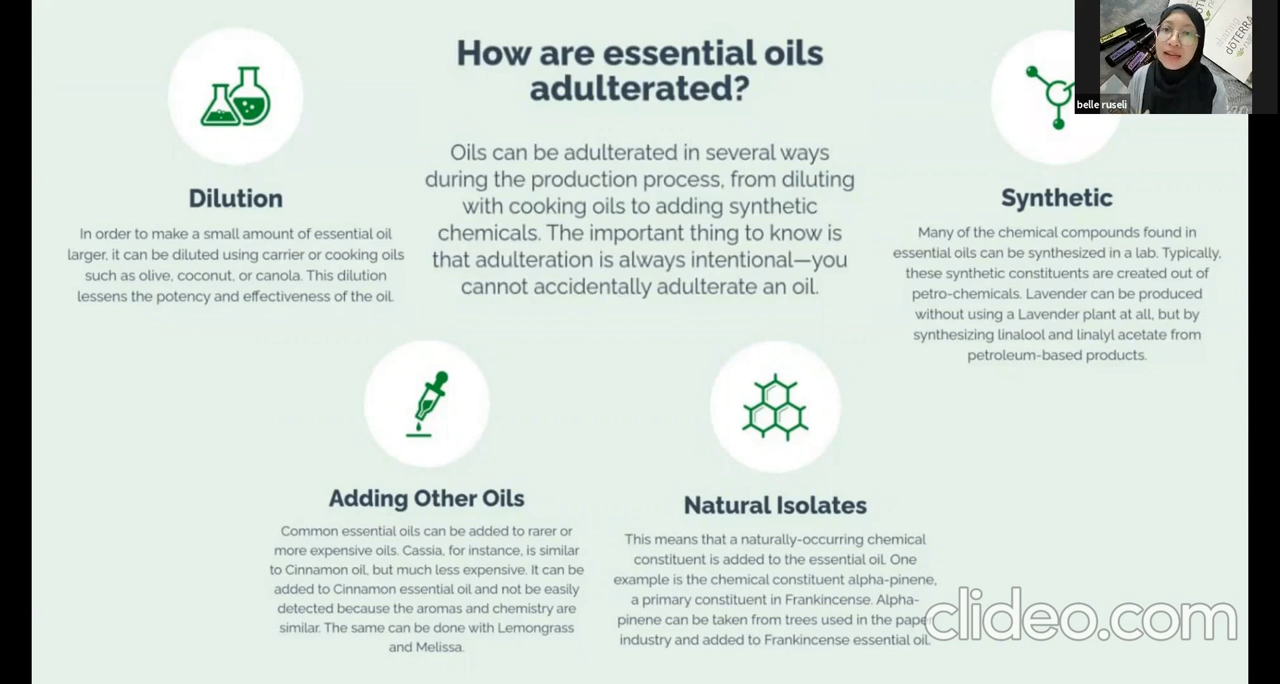 How are essential oils
adulterated?
Oils can be adulterated in several ways
during the production process, from diluting
with cooking oils to adding synthetic
chemicals. The important thing to know is
that adulteration is always intentional—you
cannot accidentally adulterate an oil.
Dilution
In order to make a small amount of essential oil
larger, it can be diluted using carrier or cooking oils
such as olive, coconut, or canola. This dilution
lessens the potency and effectiveness of the oil.
Synthetic
Many of the chemical compounds found in
essential oils can be synthesized in a lab. Typically,
these synthetic constituents are created out of
petro-chemicals. Lavender can be produced
without using a Lavender plant at all, but by
synthesizing linalool and linalyl acetate from
petroleum-based products.
Adding Other Oils
Common essential oils can be added to rarer or
more expensive oils. Cassia, for instance, is similar
to Cinnamon oil, but much less expensive. It can be
added to Cinnamon essential oil and not be easily
detected because the aromas and chemistry are
similar. The same can be done with Lemongrass
and Melissa.
Natural Isolates
This means that a naturally-occurring chemical
constituent is added to the essential oil. One
example is the chemical constituent alpha-pinene,
a primary constituent in Frankincense. Alpha-
pinene can be taken from trees used in the paper
industry and added to Frankincense essential oil.
belle ruseli
dōTERRA
clideo.com